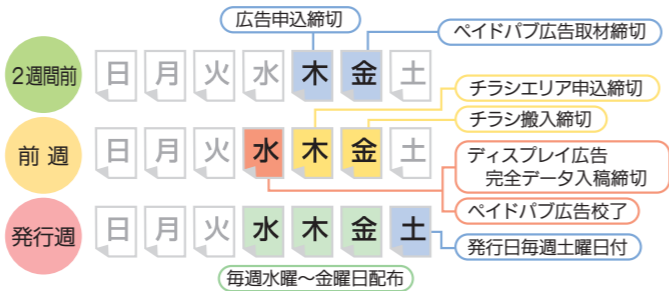 広告申込締切
ペイドパブ広告取材締切
2週間前 日 月 火 水 木 金 土
チラシエリア申込締切
チラシ搬入締切
前週 日 月 火 水 木 金 土
ディスプレイ広告
完全データ入稿締切
ペイドパブ広告校了
発行週 日 月 火 水 木 金 土
発行日毎週土曜日付
毎週水曜～金曜日配布